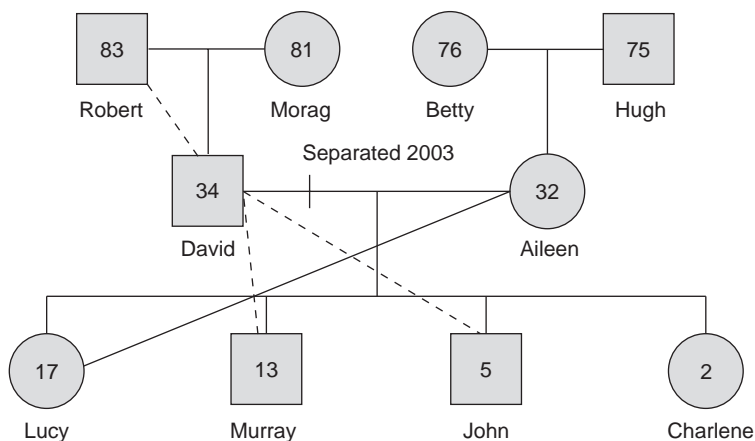 83
81
76
75
Robert
Morag
Betty
Hugh
Separated 2003
34
32
David
Aileen
17
13
5
2
Lucy
Murray
John
Charlene